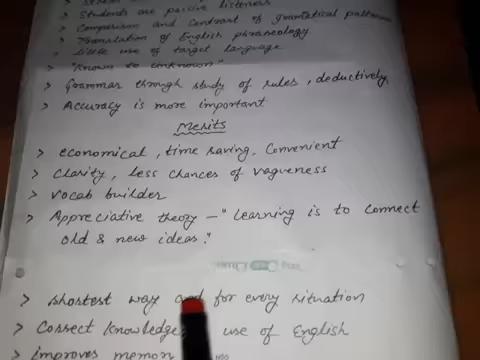 > Students are passive listeners
> Comparison and contrast of gramatical patterns
> Translation of English phraseology
> Little use of target language
> "Known to unknown"
> Grammar through study of rules, deductively
> Accuracy is more important
Merits
> economical, time saving, Convenient
> Clarity, Less chances of vagueness
> Vocab builder
> Appreciative theory - "Learning is to connect
old & new ideas."
> shortest way and for every situation
> Correct knowledge use of English
> improves